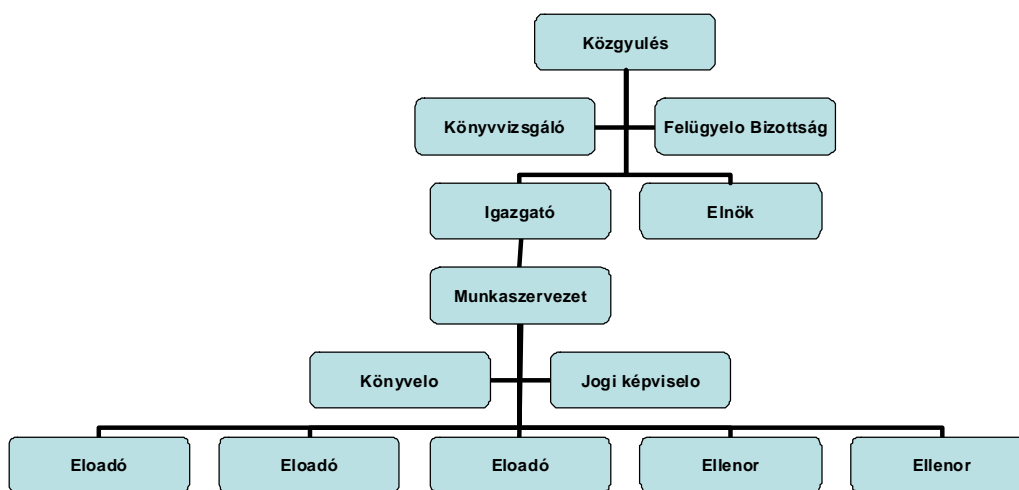 Közgyulés
Könyvvizsgáló
Felügyelo Bizottság
Igazgató
Elnök
Munkaszervezet
Könyvelo
Jogi képviselo
Eloadó
Eloadó
Eloadó
Ellenor
Ellenor